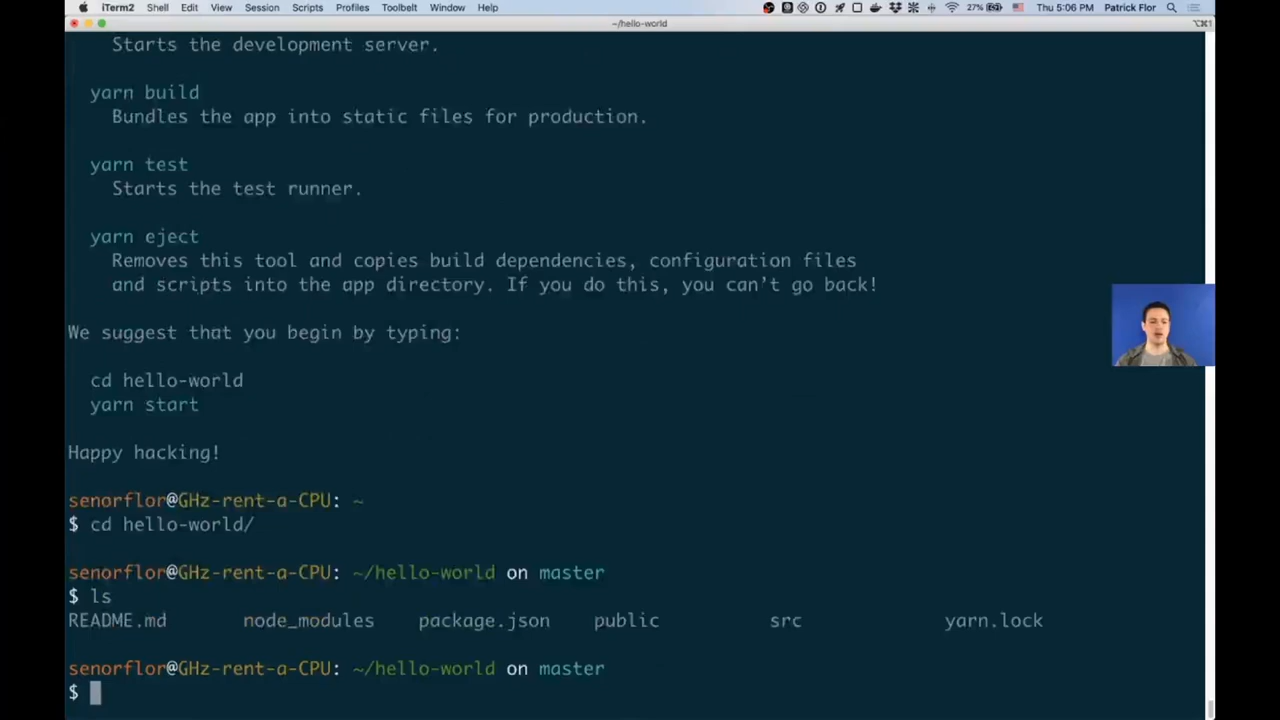 iTerm2 Shell Edit View Session Scripts Profiles Toolbelt Window Help 27% Thu 5:06 PM Patrick Flor
~/hello-world ⌥⌘1
Starts the development server.
yarn build
Bundles the app into static files for production.
yarn test
Starts the test runner.
yarn eject
Removes this tool and copies build dependencies, configuration files
and scripts into the app directory. If you do this, you can’t go back!
We suggest that you begin by typing:
cd hello-world
yarn start
Happy hacking!
senorflor@GHz-rent-a-CPU: ~
$ cd hello-world/
senorflor@GHz-rent-a-CPU: ~/hello-world on master
$ ls
README.md node_modules package.json public src yarn.lock
senorflor@GHz-rent-a-CPU: ~/hello-world on master
$